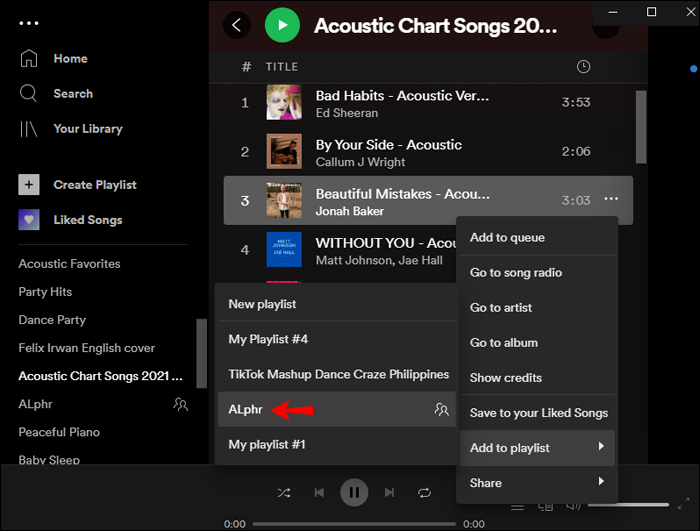 Acoustic Chart Songs 20...
Home
Search
Your Library
Create Playlist
Liked Songs
Acoustic Favorites
Party Hits
Dance Party
Felix Irwan English cover
Acoustic Chart Songs 2021 ...
ALphr
Peaceful Piano
Baby Sleep
# TITLE
1 Bad Habits - Acoustic Ver... 3:53
Ed Sheeran
2 By Your Side - Acoustic 2:06
Callum J Wright
3 Beautiful Mistakes - Acou... 3:03
Jonah Baker
4 WITHOUT YOU - Acou
Matt Johnson, Jae Hall
MATT
JOHNSON,
JAE HALL
Add to queue
Go to song radio
Go to artist
Go to album
Show credits
Save to your Liked Songs
Add to playlist
Share
New playlist
My Playlist #4
TikTok Mashup Dance Craze Philippines
ALphr
My playlist #1
0:00 0:00